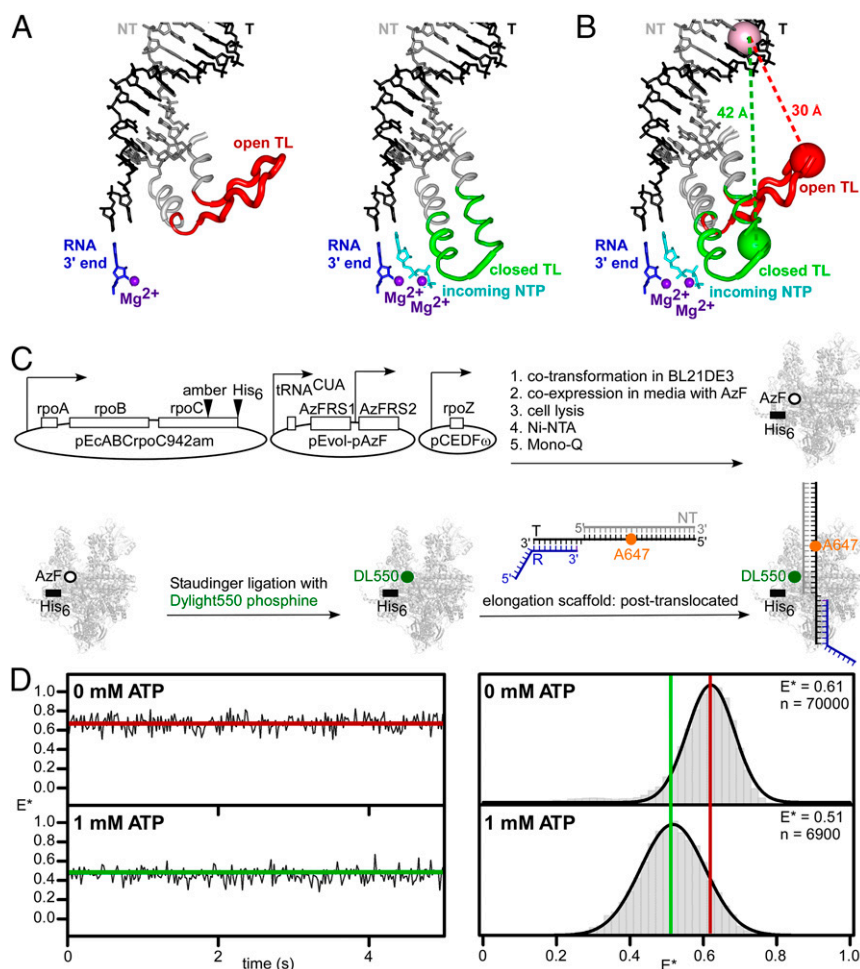 A
NT
T
open TL
RNA
3' end
Mg2+
RNA
3' end
closed TL
incoming NTP
Mg2+
Mg2+
B
NT
T
42 Å
30 Å
open TL
RNA
3' end
closed TL
incoming NTP
Mg2+
Mg2+
C
amber His6
rpoA rpoB rpoC
pEcABCrpoC942am
tRNACUA
AzFRS1 AzFRS2
pEvol-pAzF
rpoZ
pCEDFω
1. co-transformation in BL21DE3
2. co-expression in media with AzF
3. cell lysis
4. Ni-NTA
5. Mono-Q
AzF
His6
AzF
His6
Staudinger ligation with
Dylight550 phosphine
DL550
His6
5' NT 3'
T
3' 5'
R 3' A647
5'
elongation scaffold: post-translocated
A647
DL550
His6
D
0 mM ATP
1.0
0.8
0.6
0.4
0.2
0.0
E*
1 mM ATP
1.0
0.8
0.6
0.4
0.2
0.0
0 2 4
time (s)
0 mM ATP
E* = 0.61
n = 70000
1 mM ATP
E* = 0.51
n = 6900
0 0.2 0.4 0.6 0.8 1.0
E*